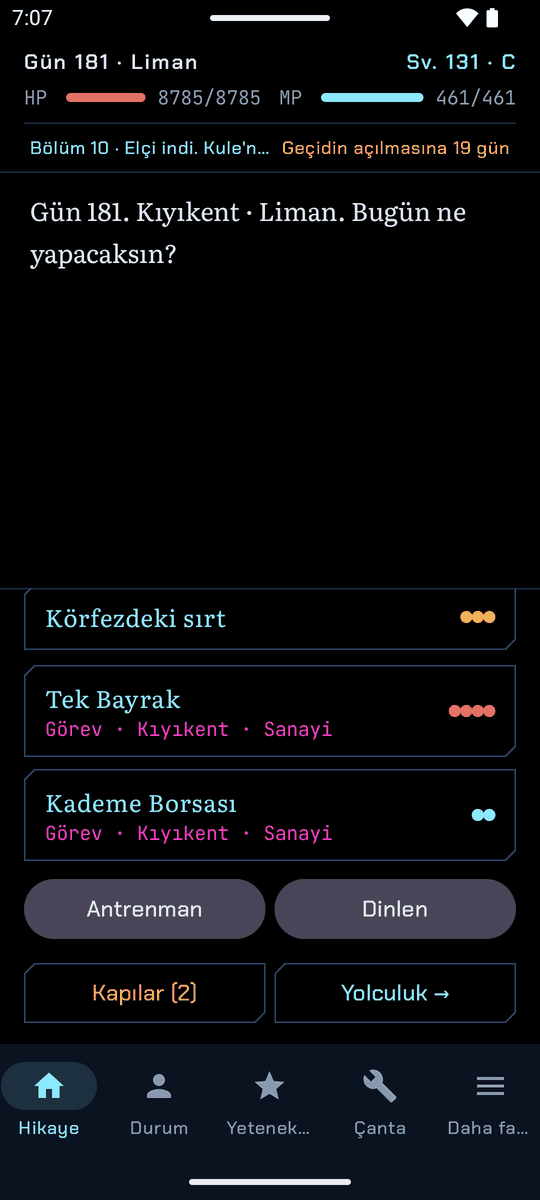 7:07
Gün 181 · Liman
Sv. 131 · C
HP 8785/8785 MP 461/461
Bölüm 10 · Elçi indi. Kule'n... Geçidin açılmasına 19 gün
Gün 181. Kıyıkent · Liman. Bugün ne
yapacaksın?
Körfezdeki sırt
Tek Bayrak
Görev · Kıyıkent · Sanayi
Kademe Borsası
Görev · Kıyıkent · Sanayi
Antrenman
Dinlen
Kapılar (2)
Yolculuk →
Hikaye
Durum
Yetenek...
Çanta
Daha fa...